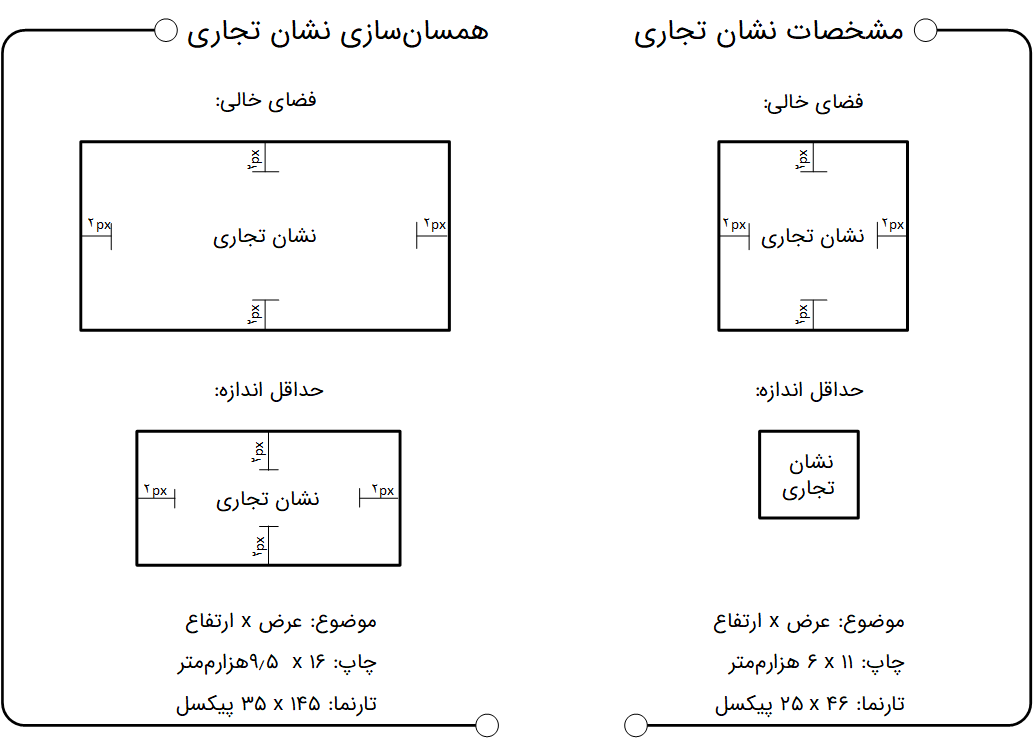 مشخصات نشان تجاری
فضای خالی:
۲px
۲px
نشان تجاری
۲px
۲px
حداقل اندازه:
نشان
تجاری
موضوع: عرض x ارتفاع
چاپ: ۱۱ x ۶ هزارم‌متر
تارنما: ۴۶ x ۲۵ پیکسل
همسان‌سازی نشان تجاری
فضای خالی:
۲px
۲px
نشان تجاری
۲px
۲px
حداقل اندازه:
۲px
۲px
نشان تجاری
۲px
۲px
موضوع: عرض x ارتفاع
چاپ: ۱۶ x ۹٫۵هزارم‌متر
تارنما: ۱۴۵ x ۳۵ پیکسل